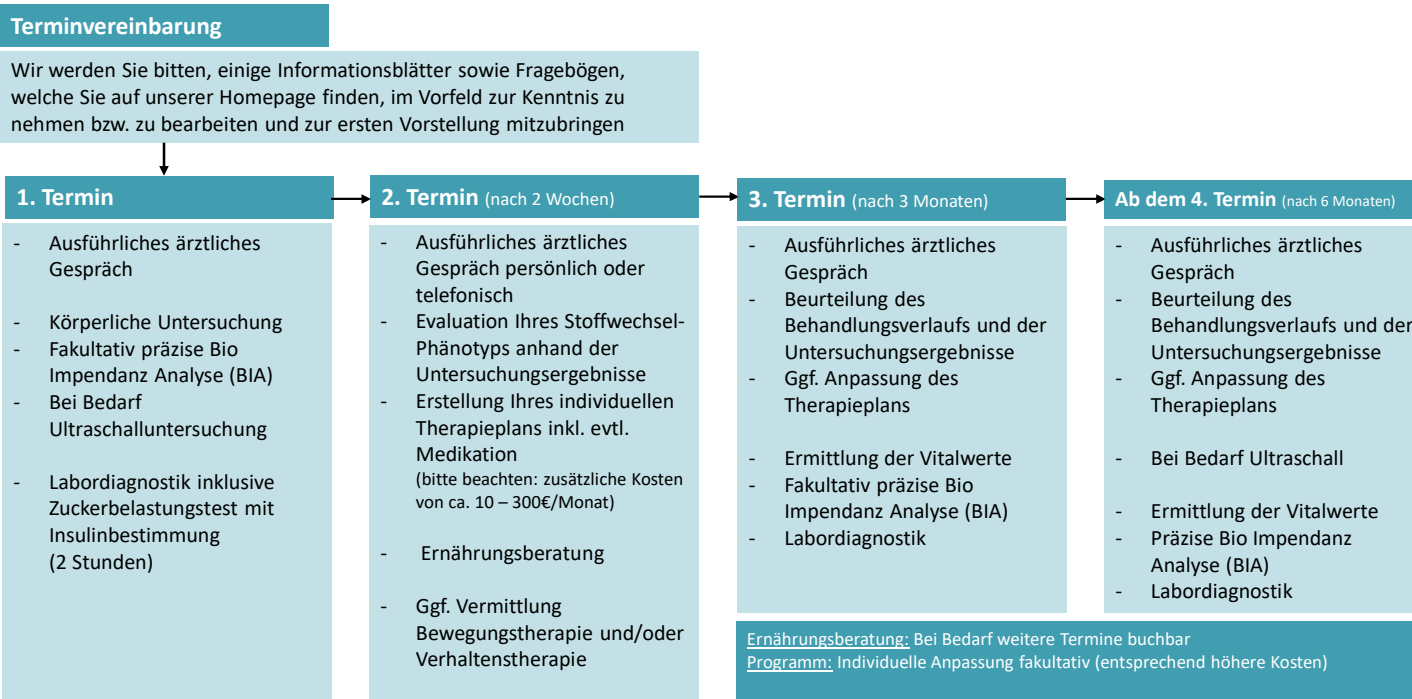 Terminvereinbarung
Wir werden Sie bitten, einige Informationsblätter sowie Fragebögen,
welche Sie auf unserer Homepage finden, im Vorfeld zur Kenntnis zu
nehmen bzw. zu bearbeiten und zur ersten Vorstellung mitzubringen
1. Termin
- Ausführliches ärztliches
Gespräch
- Körperliche Untersuchung
- Fakultativ präzise Bio
Impendanz Analyse (BIA)
- Bei Bedarf
Ultraschalluntersuchung
- Labordiagnostik inklusive
Zuckerbelastungstest mit
Insulinbestimmung
(2 Stunden)
2. Termin (nach 2 Wochen)
- Ausführliches ärztliches
Gespräch persönlich oder
telefonisch
- Evaluation Ihres Stoffwechsel-
Phänotyps anhand der
Untersuchungsergebnisse
- Erstellung Ihres individuellen
Therapieplans inkl. evtl.
Medikation
(bitte beachten: zusätzliche Kosten
von ca. 10 – 300€/Monat)
- Ernährungsberatung
- Ggf. Vermittlung
Bewegungstherapie und/oder
Verhaltenstherapie
3. Termin (nach 3 Monaten)
- Ausführliches ärztliches
Gespräch
- Beurteilung des
Behandlungsverlaufs und der
Untersuchungsergebnisse
- Ggf. Anpassung des
Therapieplans
- Ermittlung der Vitalwerte
- Fakultativ präzise Bio
Impendanz Analyse (BIA)
- Labordiagnostik
Ab dem 4. Termin (nach 6 Monaten)
- Ausführliches ärztliches
Gespräch
- Beurteilung des
Behandlungsverlaufs und der
Untersuchungsergebnisse
- Ggf. Anpassung des
Therapieplans
- Bei Bedarf Ultraschall
- Ermittlung der Vitalwerte
- Präzise Bio Impendanz
Analyse (BIA)
- Labordiagnostik
Ernährungsberatung: Bei Bedarf weitere Termine buchbar
Programm: Individuelle Anpassung fakultativ (entsprechend höhere Kosten)